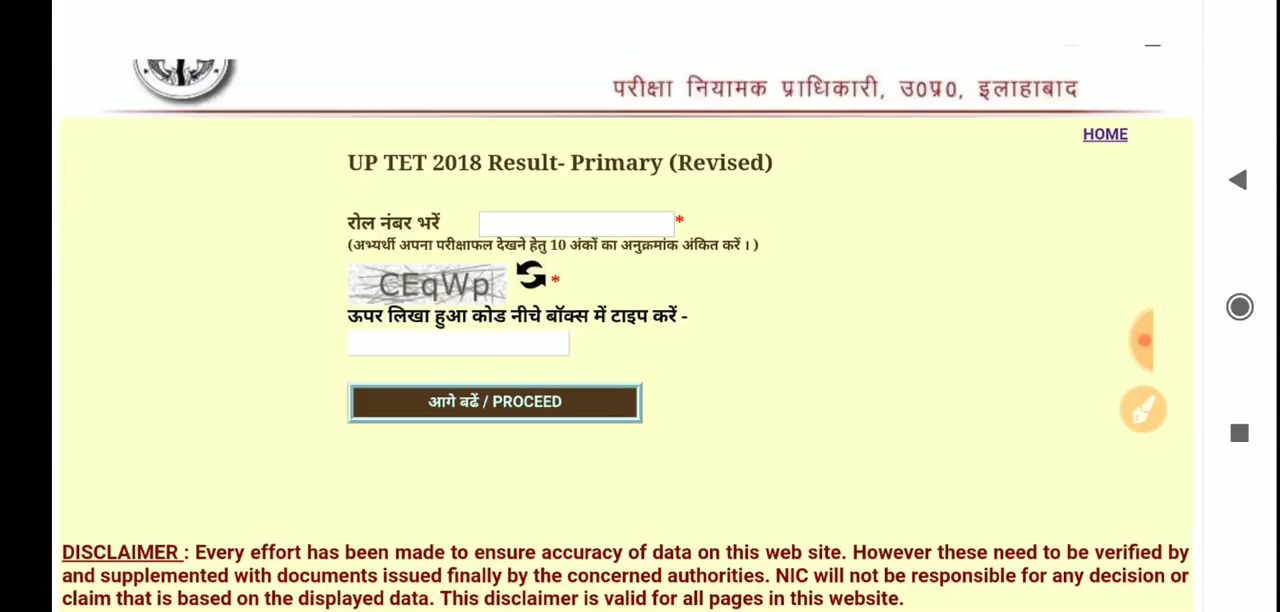 परीक्षा नियामक प्राधिकारी, उ0प्र0, इलाहाबाद
HOME
UP TET 2018 Result- Primary (Revised)
रोल नंबर भरें *
(अभ्यर्थी अपना परीक्षाफल देखने हेतु 10 अंकों का अनुक्रमांक अंकित करें । )
CEqWp *
ऊपर लिखा हुआ कोड नीचे बॉक्स में टाइप करें -
आगे बढें / PROCEED
DISCLAIMER : Every effort has been made to ensure accuracy of data on this web site. However these need to be verified by
and supplemented with documents issued finally by the concerned authorities. NIC will not be responsible for any decision or
claim that is based on the displayed data. This disclaimer is valid for all pages in this website.